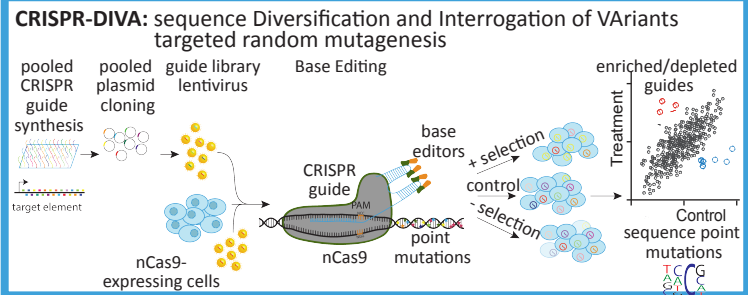 CRISPR-DIVA: sequence Diversification and Interrogation of VAriants
targeted random mutagenesis
pooled
CRISPR
guide
synthesis
pooled
plasmid
cloning
guide library
lentivirus
Base Editing
enriched/depleted
guides
target element
nCas9-
expressing cells
CRISPR
guide
PAM
nCas9
base
editors
point
mutations
+ selection
control
- selection
Treatment
Control
sequence point
mutations
T C C G
A A C